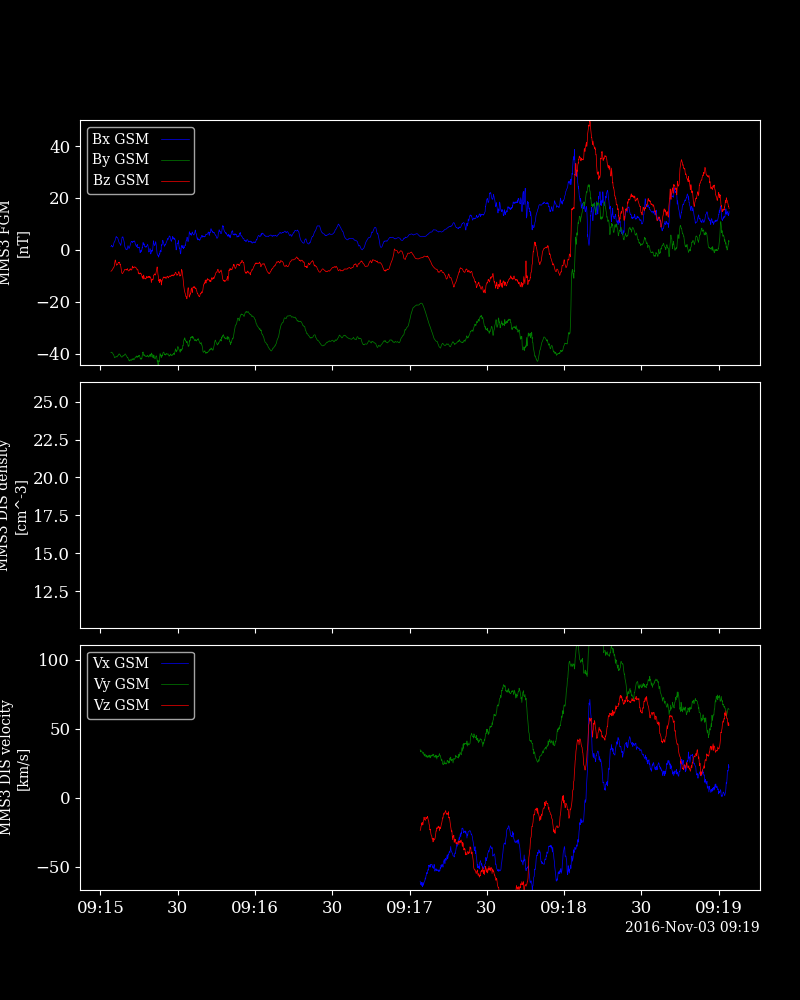 Bx GSM
By GSM
Bz GSM
MMS3 FGM
[nT]
40
20
0
−20
−40
MMS3 DIS density
[cm^-3]
25.0
22.5
20.0
17.5
15.0
12.5
Vx GSM
Vy GSM
Vz GSM
MMS3 DIS velocity
[km/s]
100
50
0
−50
09:15 30 09:16 30 09:17 30 09:18 30 09:19
2016-Nov-03 09:19